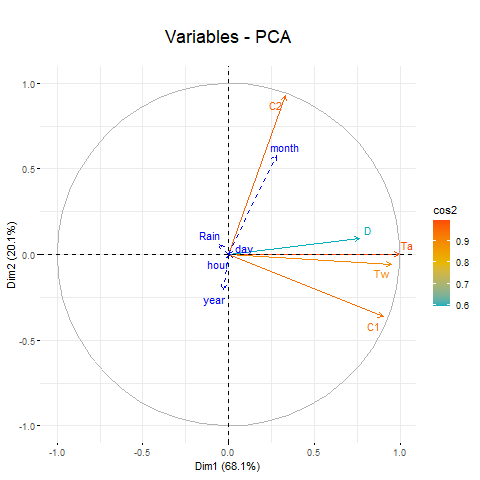 Variables - PCA
1.0
0.5
0.0
-0.5
-1.0
Dim2 (20.1%)
C2
month
Rain
D
day
Ta
hour
Tw
year
C1
-1.0 -0.5 0.0 0.5 1.0
Dim1 (68.1%)
cos2
0.9
0.8
0.7
0.6